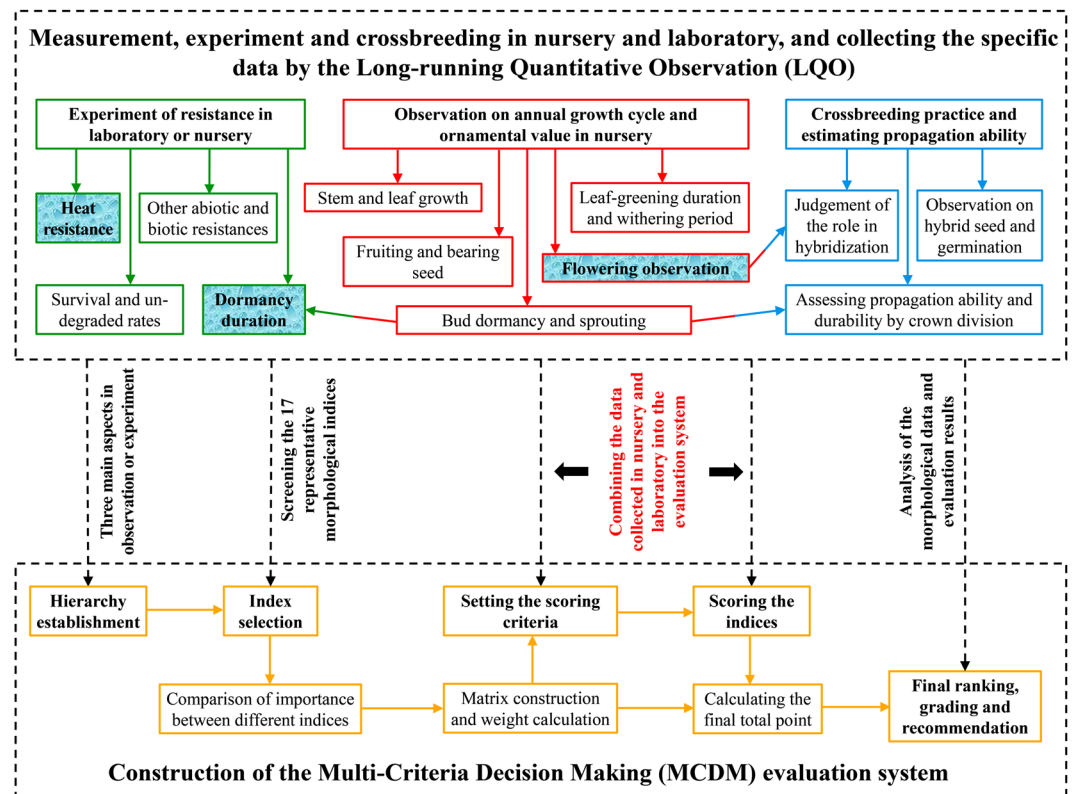 Measurement, experiment and crossbreeding in nursery and laboratory, and collecting the specific
data by the Long-running Quantitative Observation (LQO)
Experiment of resistance in
laboratory or nursery
Observation on annual growth cycle and
ornamental value in nursery
Crossbreeding practice and
estimating propagation ability
Heat
resistance
Other abiotic and
biotic resistances
Survival and un-
degraded rates
Dormancy
duration
Stem and leaf growth
Leaf-greening duration
and withering period
Fruiting and bearing
seed
Flowering observation
Bud dormancy and sprouting
Judgement of
the role in
hybridization
Observation on
hybrid seed and
germination
Assessing propagation ability and
durability by crown division
Three main aspects in
observation or experiment
Screening the 17
representative
morphological indices
Combining the data
collected in nursery and
laboratory into the
evaluation system
Analysis of the
morphological data and
evaluation results
Hierarchy
establishment
Index
selection
Setting the scoring
criteria
Scoring the
indices
Comparison of importance
between different indices
Matrix construction
and weight calculation
Calculating the
final total point
Final ranking,
grading and
recommendation
Construction of the Multi-Criteria Decision Making (MCDM) evaluation system